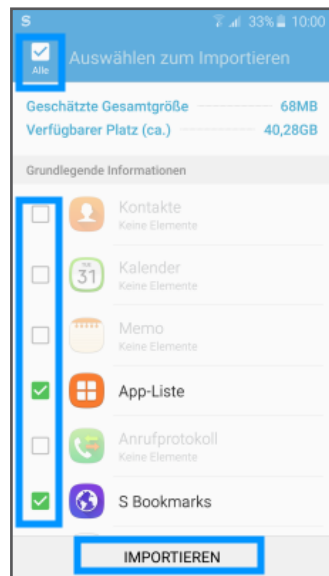 S 33% 10:00
Alle
Auswählen zum Importieren
Geschätzte Gesamtgröße 68MB
Verfügbarer Platz (ca.) 40,28GB
Grundlegende Informationen
Kontakte
Keine Elemente
31
Kalender
Keine Elemente
Memo
Keine Elemente
App-Liste
Anrufprotokoll
Keine Elemente
S Bookmarks
IMPORTIEREN